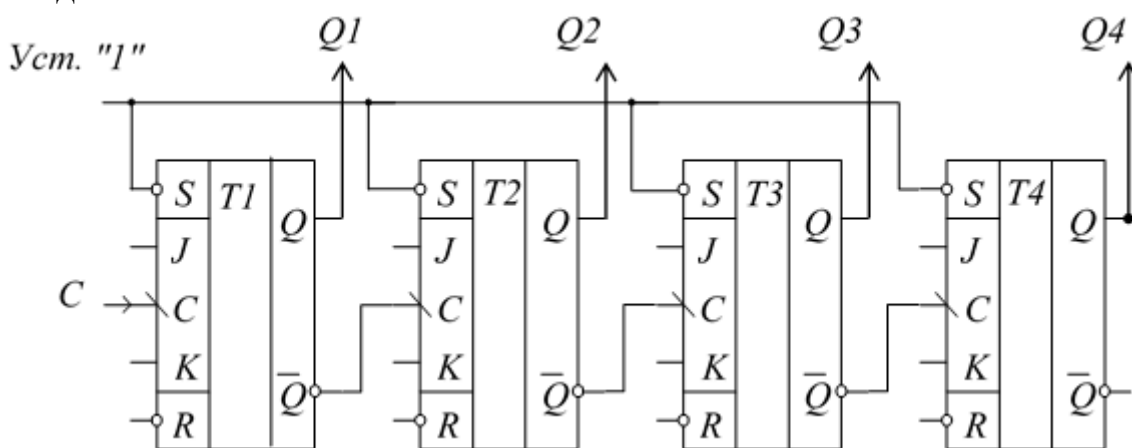 Q1 Q2 Q3 Q4
Уст. "1"
S T1 S T2 S T3 S T4
Q Q Q Q
J J J J
C C C C C
K K K K
Q̅ Q̅ Q̅ Q̅
R R R R